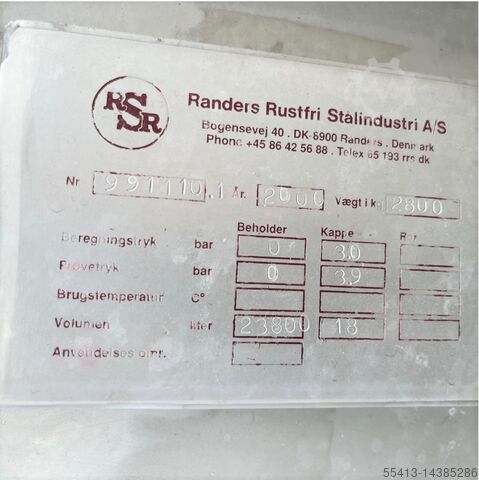 RSR
Randers Rustfri Stålindustri A/S
Bogensevej 40 . DK-8900 Randers . Denmark
Phone +45 86 42 56 88 . Telex 65 193 rrs dk
Nr 991110.1 År. 2000 Vægt i kg 2800
Beholder Kappe Rør
Beregningstryk bar 0 3,0
Prøvetryk bar 0 3,9
Brugstemperatur C°
Volumen liter 23800 18
Anvendelses omr.
55413-14385286